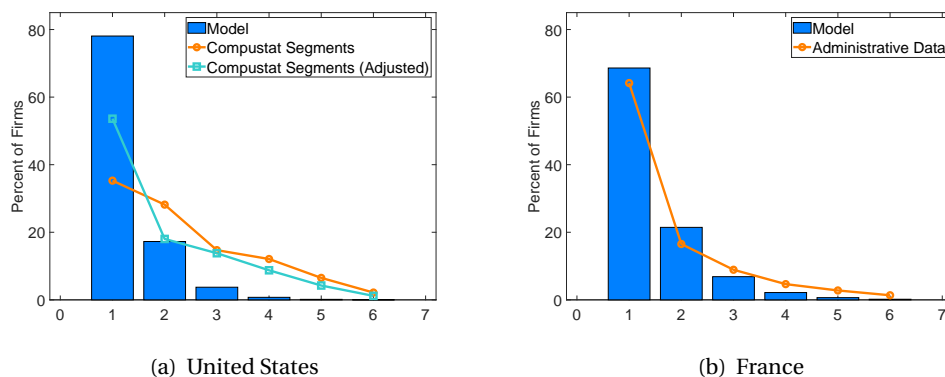 Percent of Firms
80
60
40
20
0
0 1 2 3 4 5 6 7
Model
Compustat Segments
Compustat Segments (Adjusted)
(a) United States
Percent of Firms
80
60
40
20
0
0 1 2 3 4 5 6 7
Model
Administrative Data
(b) France